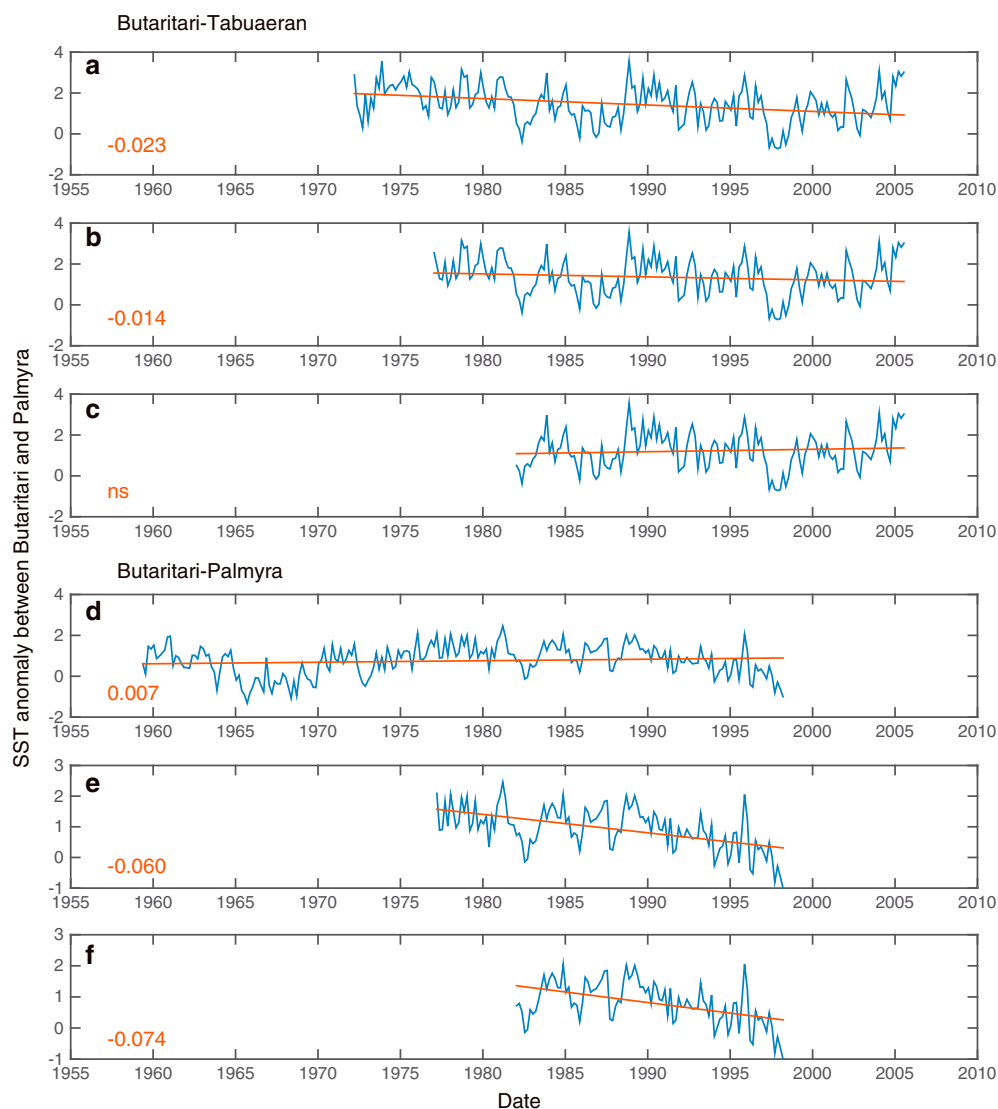 Butaritari-Tabuaeran
a
4
2
0
-2
-0.023
1955 1960 1965 1970 1975 1980 1985 1990 1995 2000 2005 2010
b
4
2
0
-2
-0.014
1955 1960 1965 1970 1975 1980 1985 1990 1995 2000 2005 2010
c
4
2
0
-2
ns
1955 1960 1965 1970 1975 1980 1985 1990 1995 2000 2005 2010
SST anomaly between Butaritari and Palmyra
Butaritari-Palmyra
d
4
2
0
-2
0.007
1955 1960 1965 1970 1975 1980 1985 1990 1995 2000 2005 2010
e
3
2
1
0
-1
-0.060
1955 1960 1965 1970 1975 1980 1985 1990 1995 2000 2005 2010
f
3
2
1
0
-1
-0.074
1955 1960 1965 1970 1975 1980 1985 1990 1995 2000 2005 2010
Date